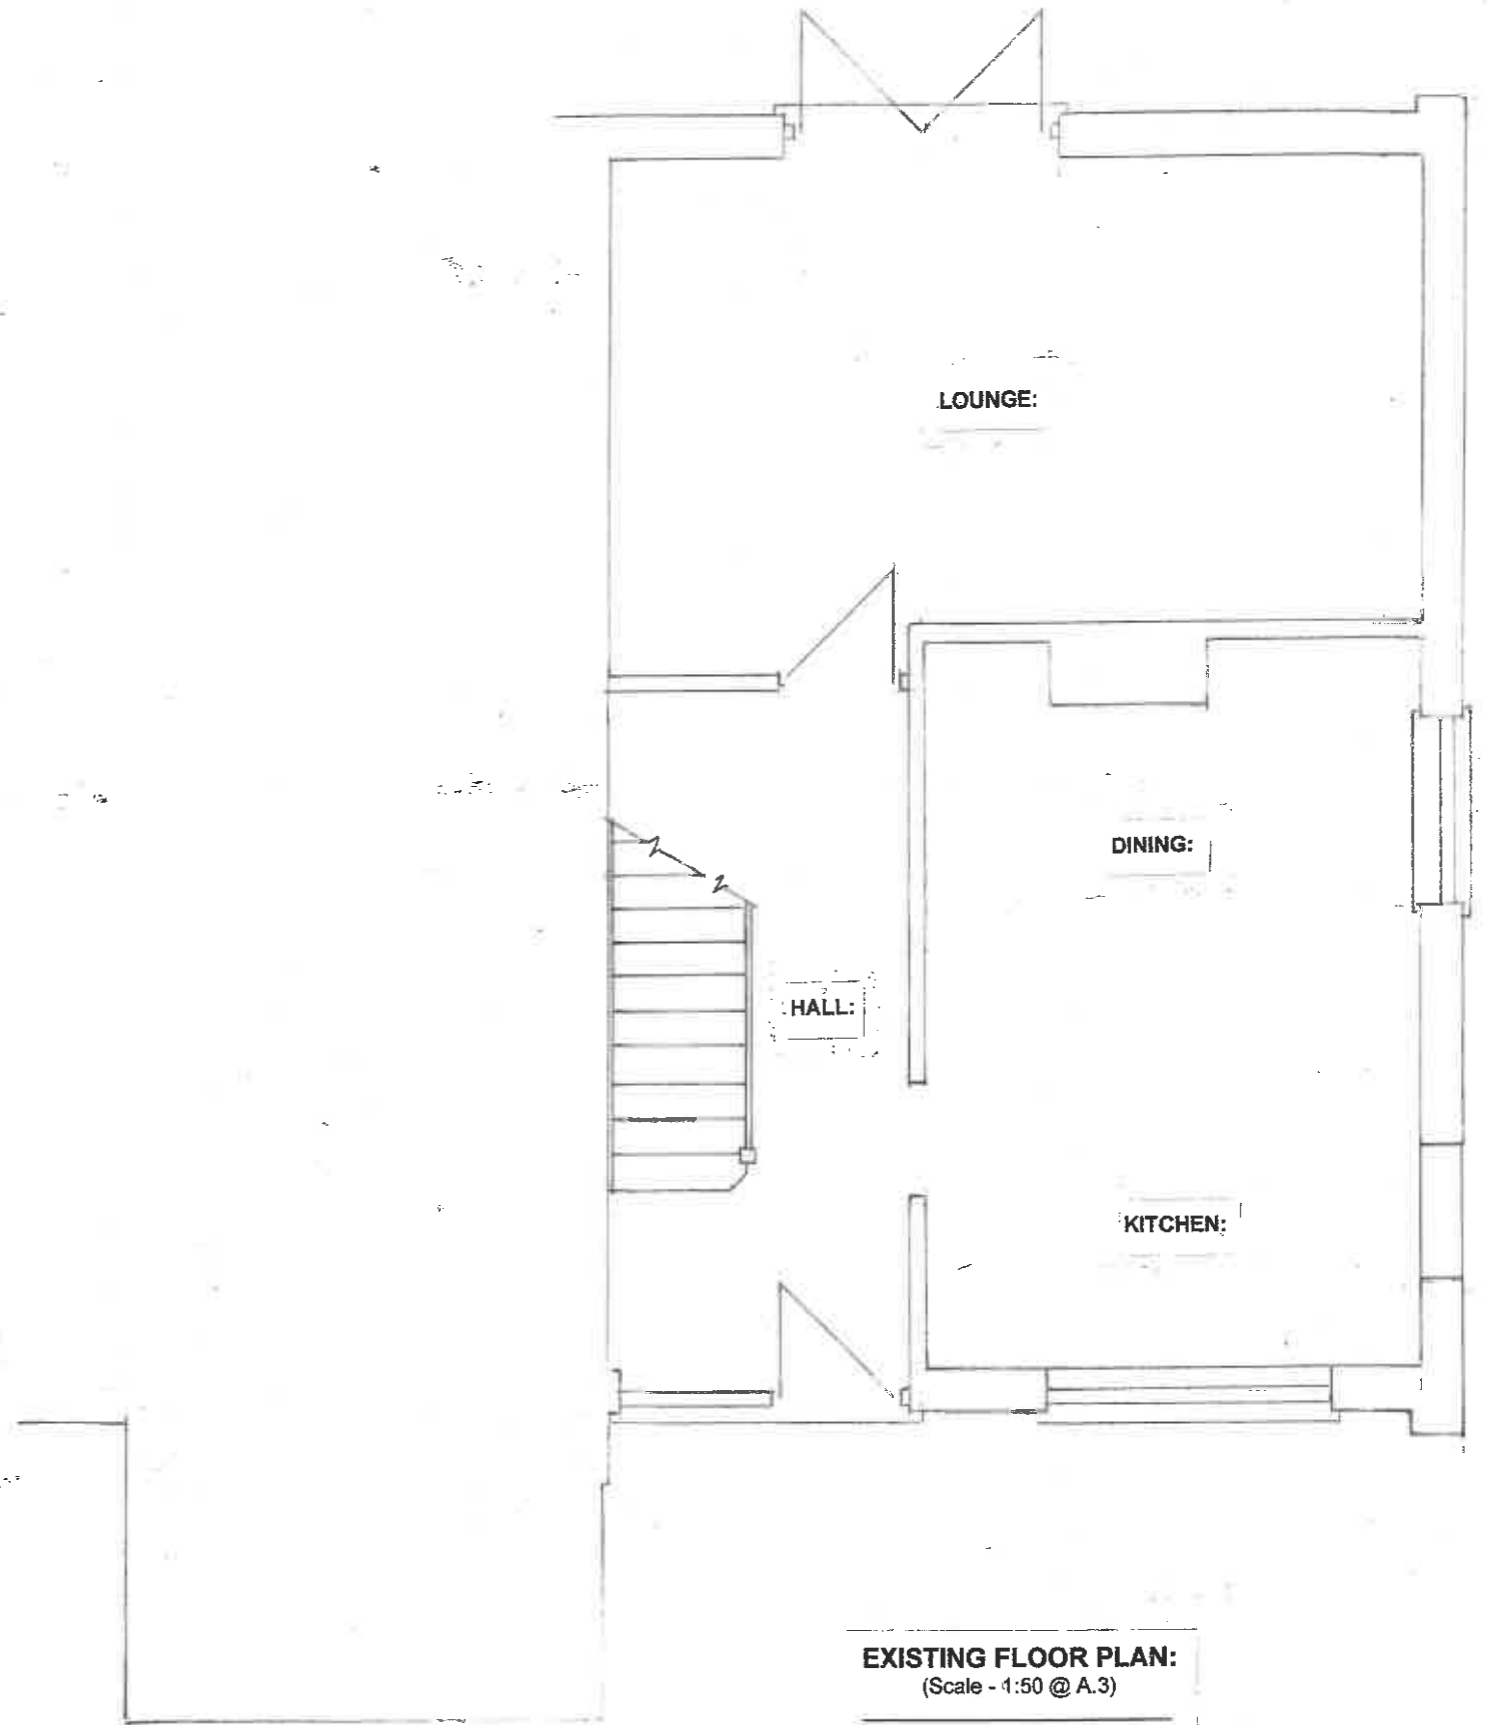 LOUNGE:
DINING:
HALL:
KITCHEN:
EXISTING FLOOR PLAN:
(Scale - 1:50 @ A.3)